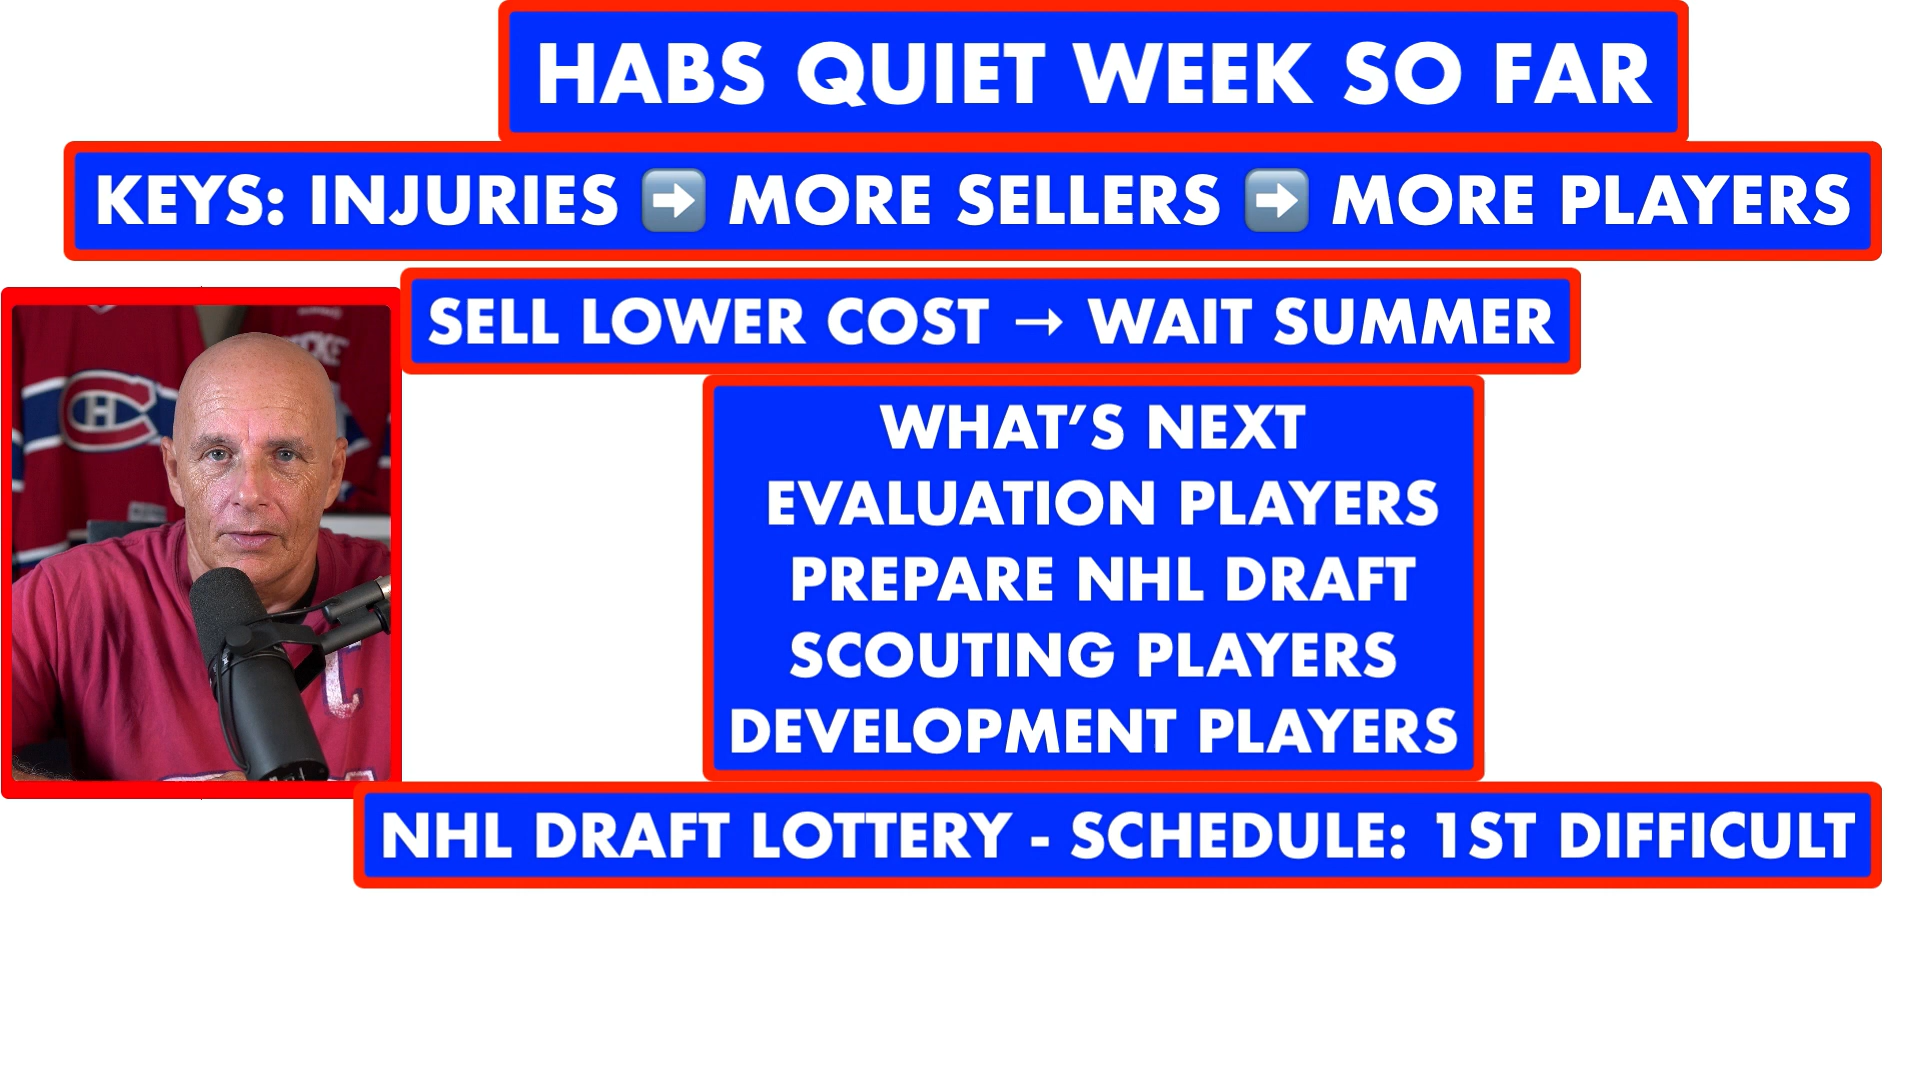 HABS QUIET WEEK SO FAR
KEYS: INJURIES ➡️ MORE SELLERS ➡️ MORE PLAYERS
SELL LOWER COST → WAIT SUMMER
WHAT’S NEXT
EVALUATION PLAYERS
PREPARE NHL DRAFT
SCOUTING PLAYERS
DEVELOPMENT PLAYERS
NHL DRAFT LOTTERY - SCHEDULE: 1ST DIFFICULT